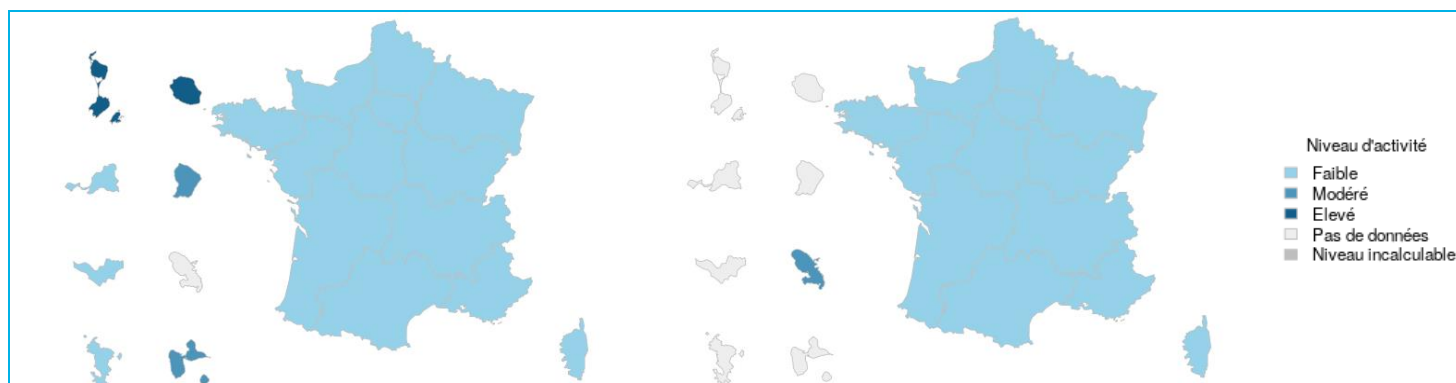 Niveau d'activité
Faible
Modéré
Elevé
Pas de données
Niveau incalculable